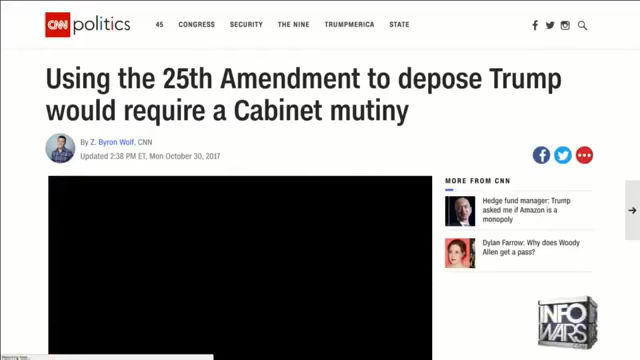 CNN politics 45 CONGRESS SECURITY THE NINE TRUMPMERICA STATE
Using the 25th Amendment to depose Trump
would require a Cabinet mutiny
By Z. Byron Wolf, CNN
Updated 2:38 PM ET, Mon October 30, 2017
MORE FROM CNN
Hedge fund manager: Trump
asked me if Amazon is a
monopoly
Dylan Farrow: Why does Woody
Allen get a pass?
INFO
WARS
.com